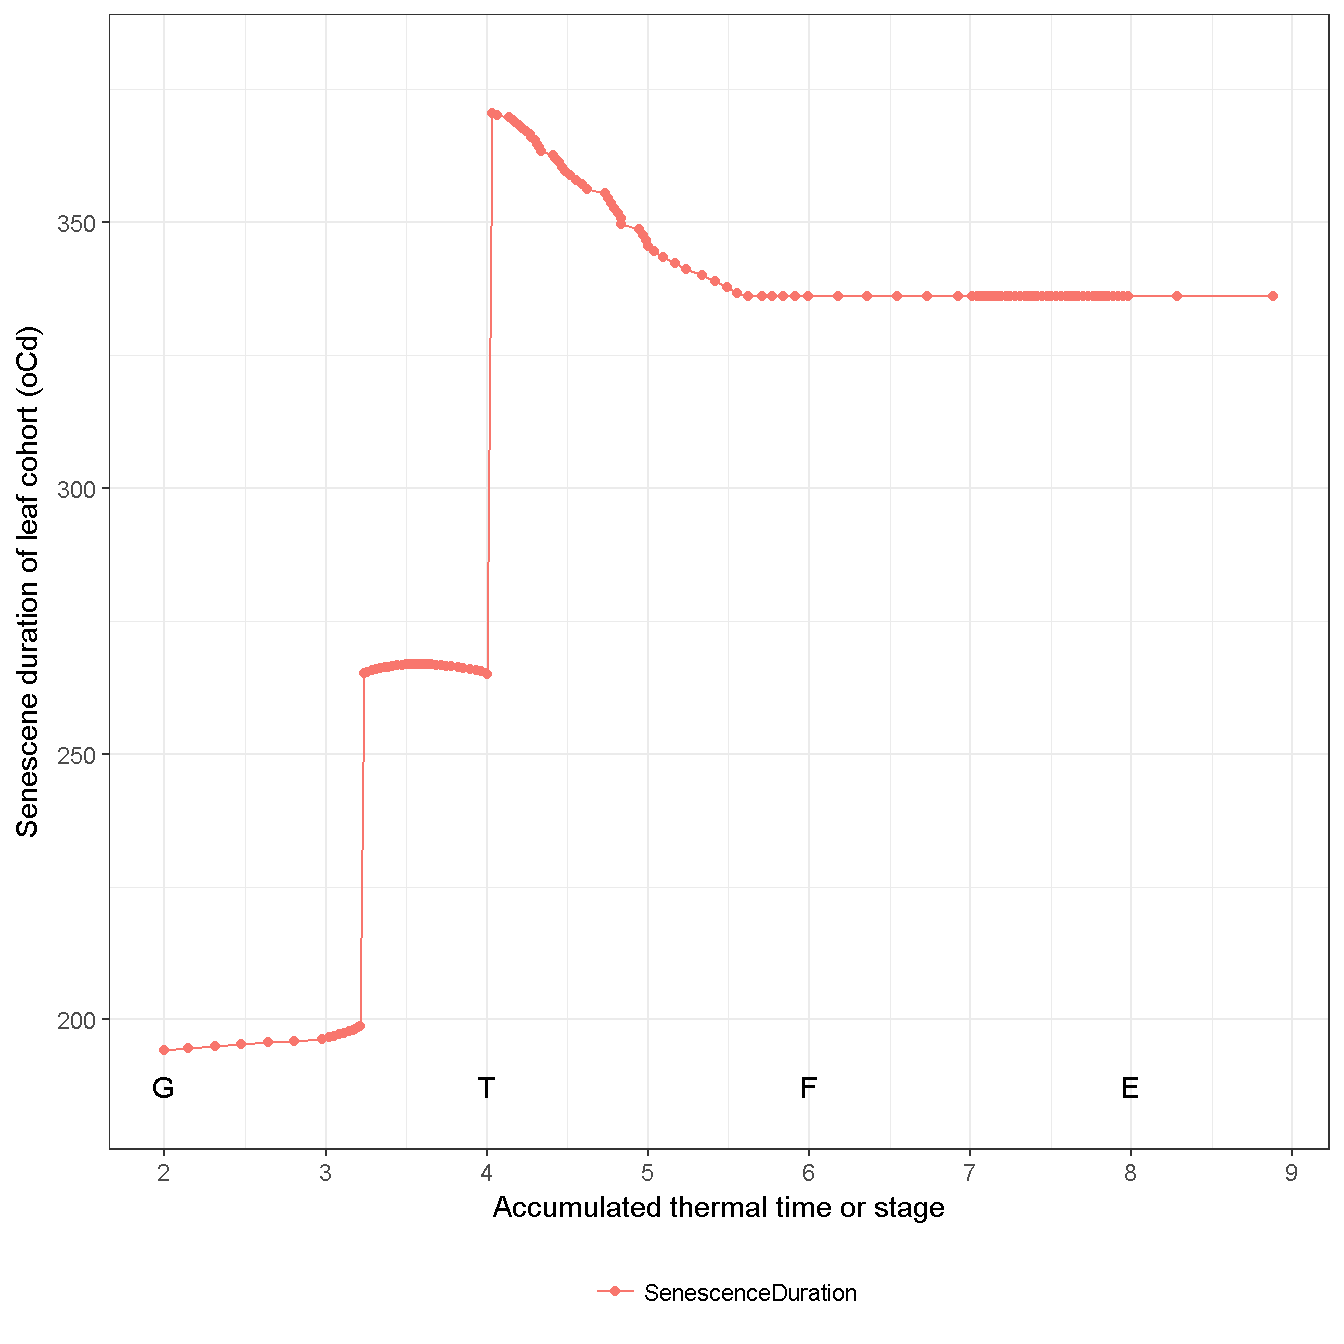 Senescene duration of leaf cohort (oCd)
350
300
250
200
G T F E
2 3 4 5 6 7 8 9
Accumulated thermal time or stage
SenescenceDuration